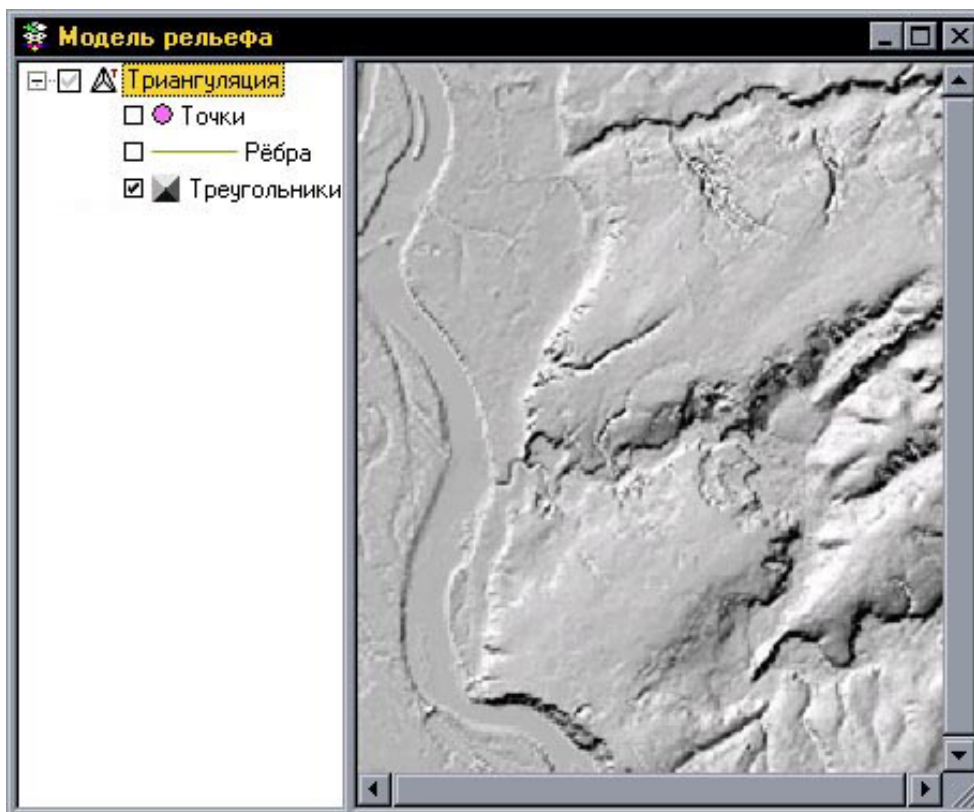 Модель рельефа
Триангуляция
Точки
Рёбра
Треугольники